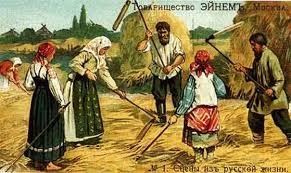 Товарищество ЭЙНЕМЪ. Москва.
№ 1. Сцены изъ русской жизни.